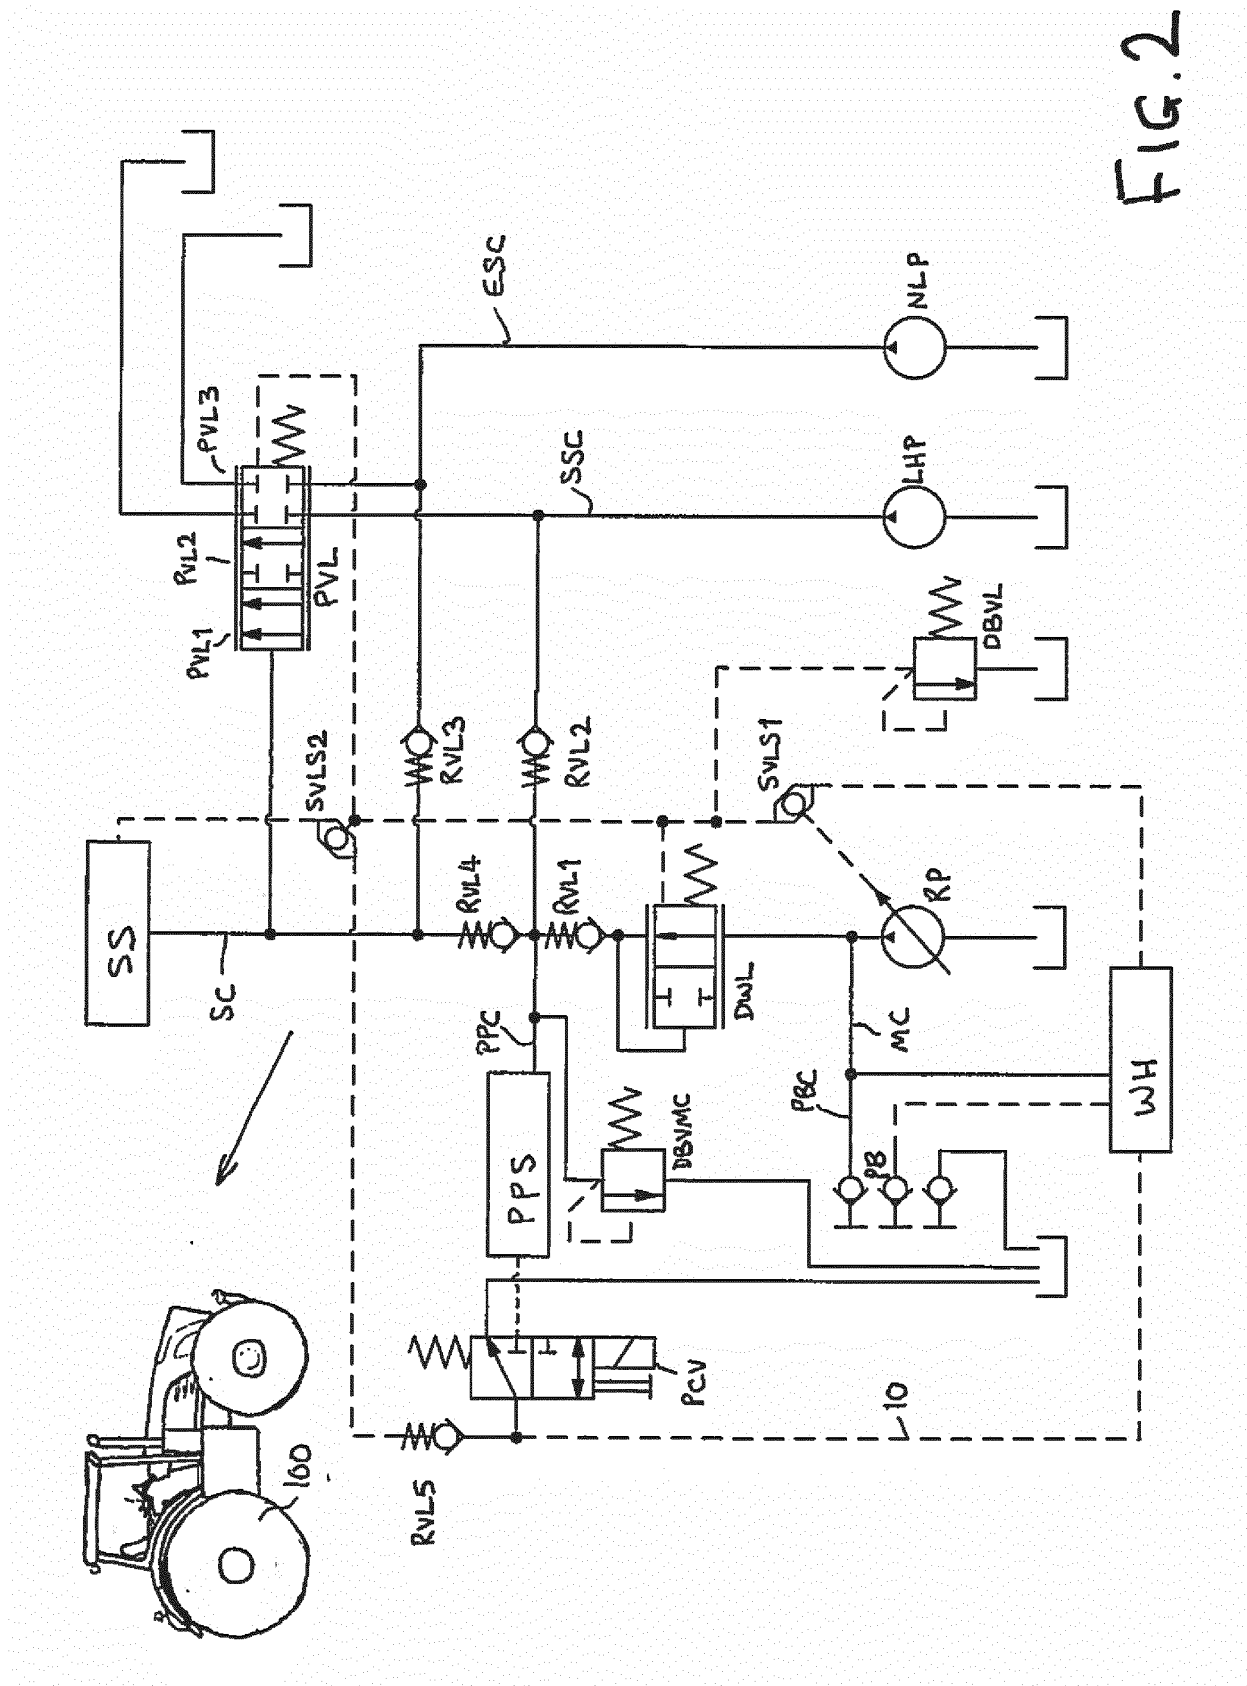 FIG.2
ESC
NLP
PVL3
SSC
LHP
PVL2
PVL
PVL1
DBVL
SVLS2
RVL3
RVL2
SVLS1
SS
SC
RVL4
RVL1
RP
DWL
PPC
MC
PBC
PPS
DBVMC
PB
WH
PCV
10
RVL5
100